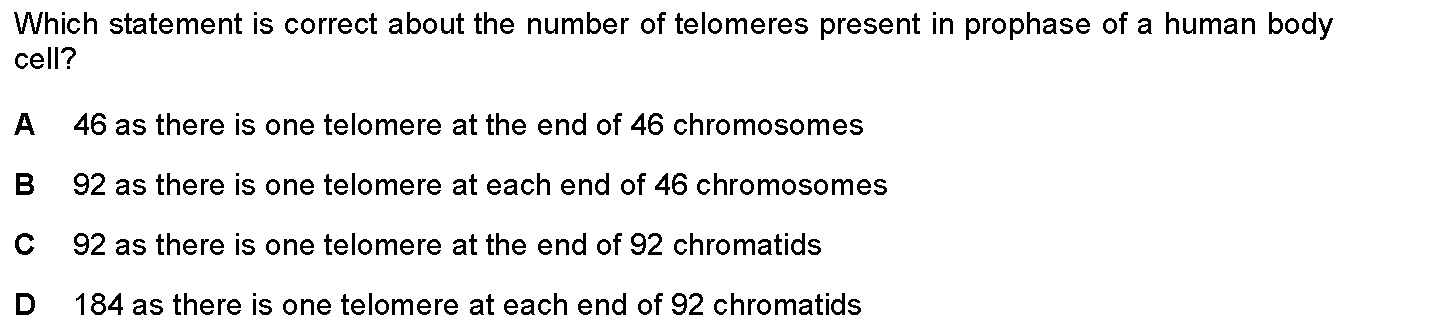 Which statement is correct about the number of telomeres present in prophase of a human body
cell?
A 46 as there is one telomere at the end of 46 chromosomes
B 92 as there is one telomere at each end of 46 chromosomes
C 92 as there is one telomere at the end of 92 chromatids
D 184 as there is one telomere at each end of 92 chromatids